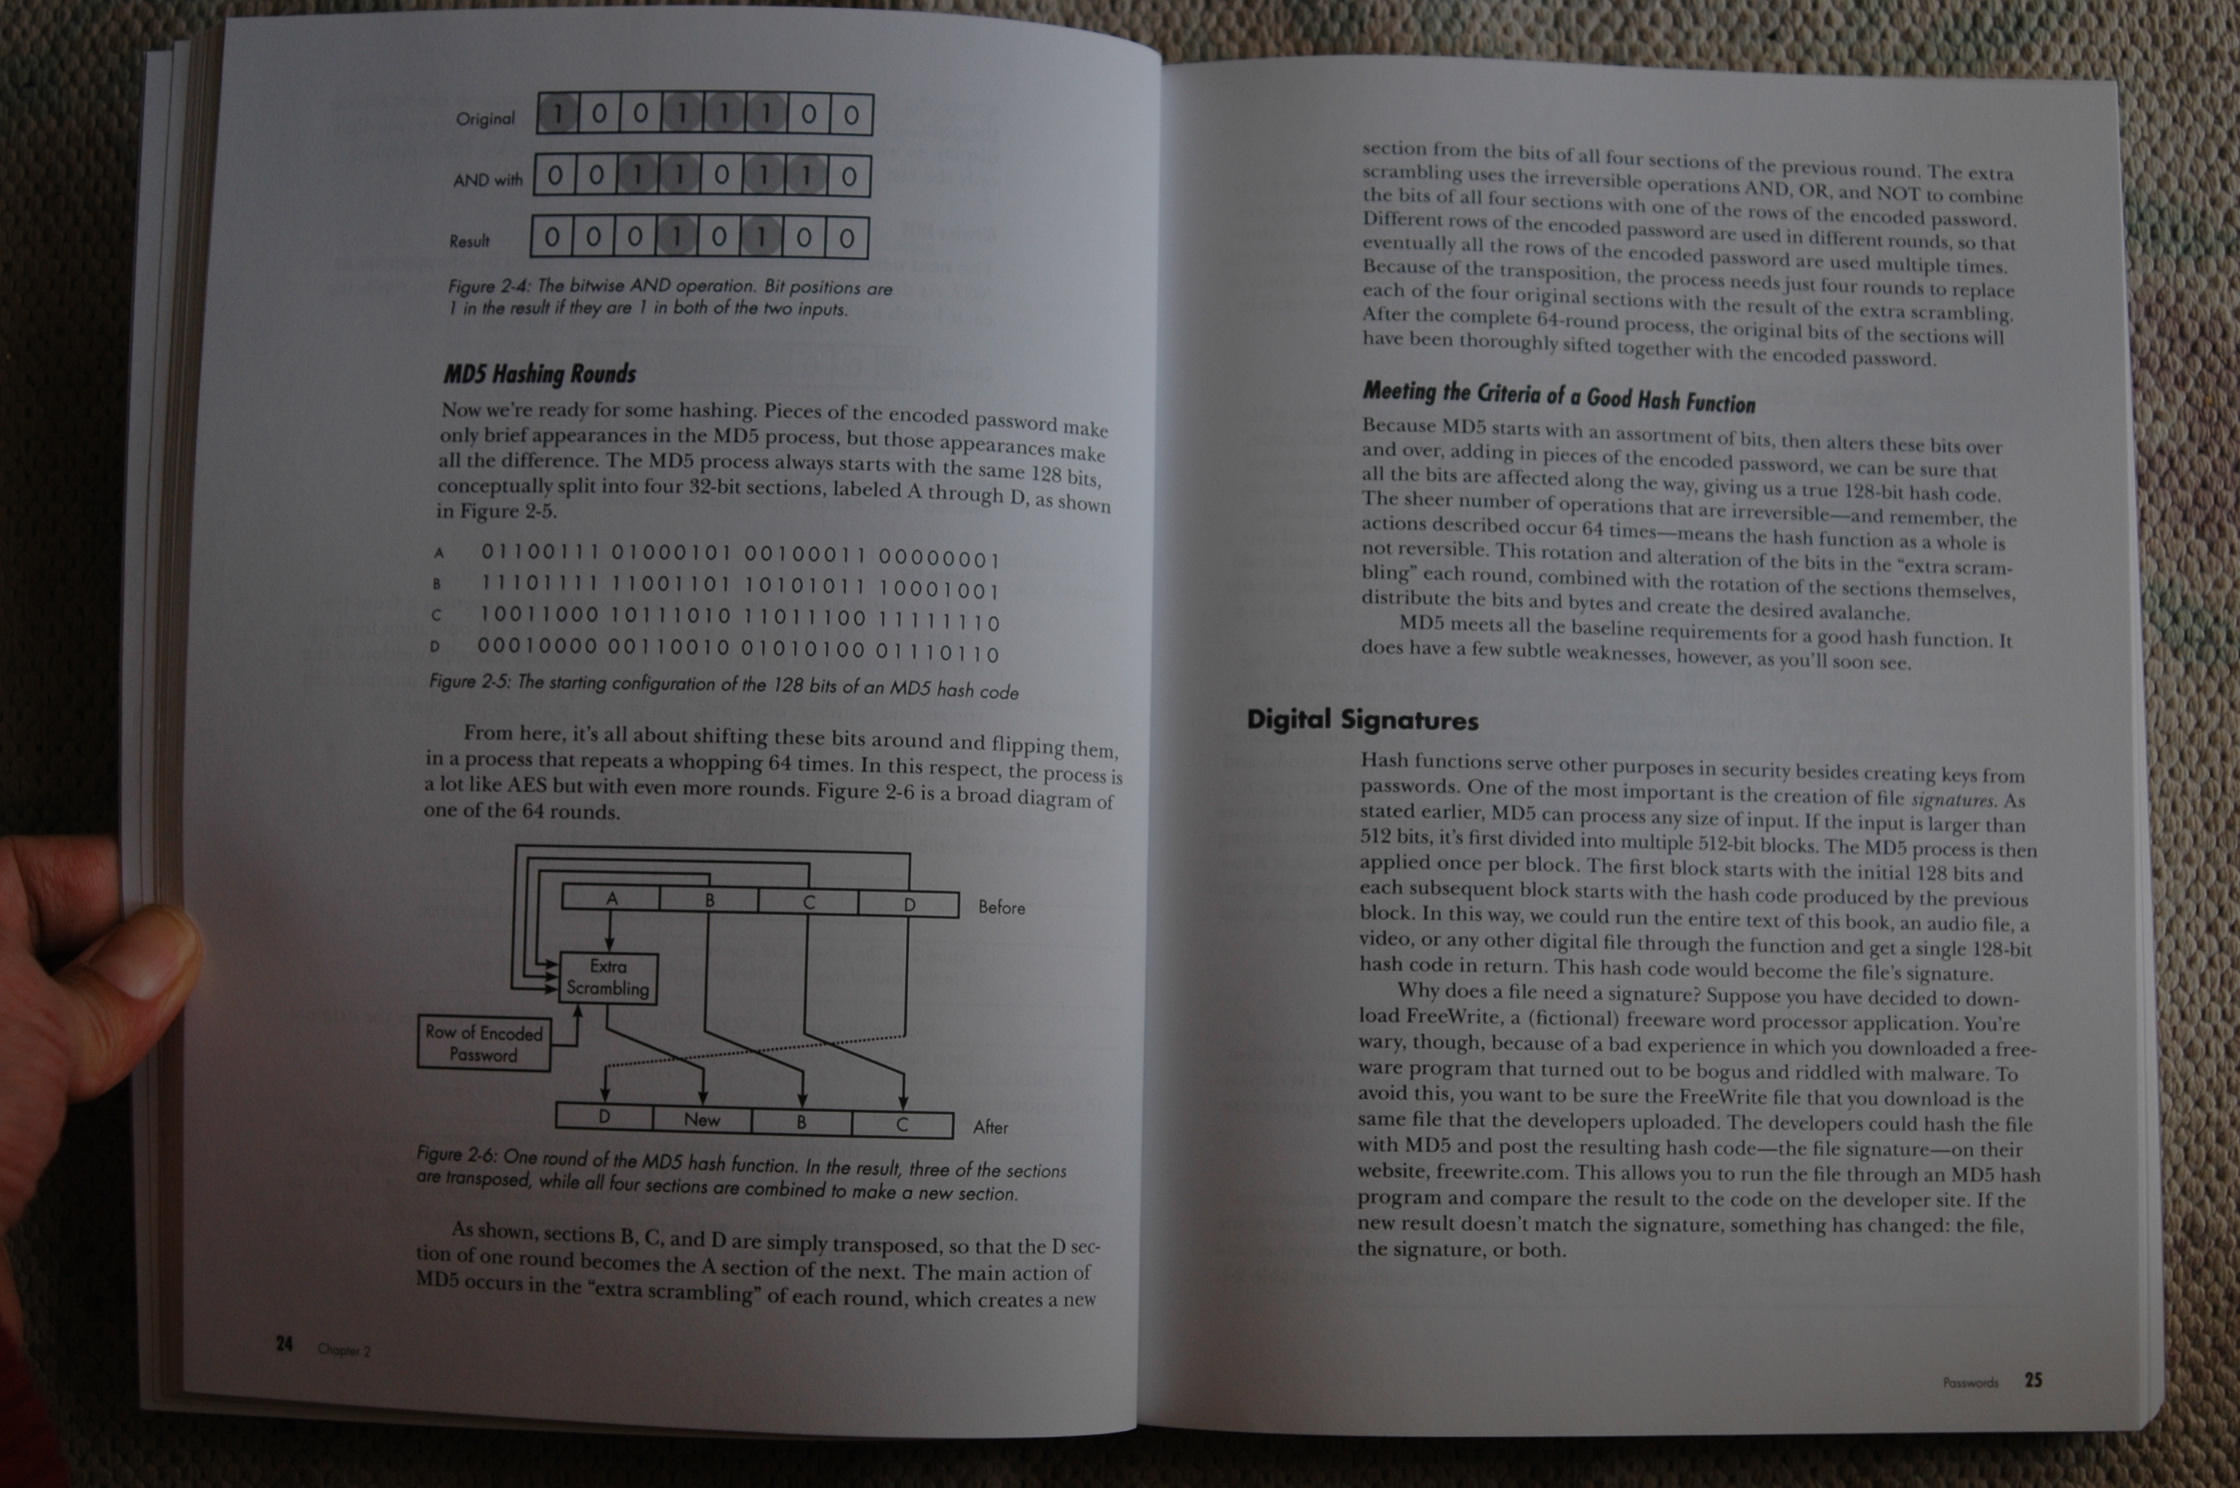 Original 1 0 0 1 1 1 0 0
AND with 0 0 1 1 0 1 1 0
Result 0 0 0 1 0 1 0 0
Figure 2-4: The bitwise AND operation. Bit positions are
1 in the result if they are 1 in both of the two inputs.
MD5 Hashing Rounds
Now we're ready for some hashing. Pieces of the encoded password make
only brief appearances in the MD5 process, but those appearances make
all the difference. The MD5 process always starts with the same 128 bits,
conceptually split into four 32-bit sections, labeled A through D, as shown
in Figure 2-5.
A 01100111 01000101 00100011 00000001
B 11101111 11001101 10101011 10001001
C 10011000 10111010 11011100 11111110
D 00010000 00110010 01010100 01110110
Figure 2-5: The starting configuration of the 128 bits of an MD5 hash code
From here, it's all about shifting these bits around and flipping them,
in a process that repeats a whopping 64 times. In this respect, the process is
a lot like AES but with even more rounds. Figure 2-6 is a broad diagram of
one of the 64 rounds.
A B C D Before
Extra
Scrambling
Row of Encoded
Password
D New B C After
Figure 2-6: One round of the MD5 hash function. In the result, three of the sections
are transposed, while all four sections are combined to make a new section.
As shown, sections B, C, and D are simply transposed, so that the D sec-
tion of one round becomes the A section of the next. The main action of
MD5 occurs in the “extra scrambling” of each round, which creates a new
24 Chapter 2
section from the bits of all four sections of the previous round. The extra
scrambling uses the irreversible operations AND, OR, and NOT to combine
the bits of all four sections with one of the rows of the encoded password.
Different rows of the encoded password are used in different rounds, so that
eventually all the rows of the encoded password are used multiple times.
Because of the transposition, the process needs just four rounds to replace
each of the four original sections with the result of the extra scrambling.
After the complete 64-round process, the original bits of the sections will
have been thoroughly sifted together with the encoded password.
Meeting the Criteria of a Good Hash Function
Because MD5 starts with an assortment of bits, then alters these bits over
and over, adding in pieces of the encoded password, we can be sure that
all the bits are affected along the way, giving us a true 128-bit hash code.
The sheer number of operations that are irreversible—and remember, the
actions described occur 64 times—means the hash function as a whole is
not reversible. This rotation and alteration of the bits in the “extra scram-
bling” each round, combined with the rotation of the sections themselves,
distribute the bits and bytes and create the desired avalanche.
MD5 meets all the baseline requirements for a good hash function. It
does have a few subtle weaknesses, however, as you'll soon see.
Digital Signatures
Hash functions serve other purposes in security besides creating keys from
passwords. One of the most important is the creation of file signatures. As
stated earlier, MD5 can process any size of input. If the input is larger than
512 bits, it's first divided into multiple 512-bit blocks. The MD5 process is then
applied once per block. The first block starts with the initial 128 bits and
each subsequent block starts with the hash code produced by the previous
block. In this way, we could run the entire text of this book, an audio file, a
video, or any other digital file through the function and get a single 128-bit
hash code in return. This hash code would become the file's signature.
Why does a file need a signature? Suppose you have decided to down-
load FreeWrite, a (fictional) freeware word processor application. You're
wary, though, because of a bad experience in which you downloaded a free-
ware program that turned out to be bogus and riddled with malware. To
avoid this, you want to be sure the FreeWrite file that you download is the
same file that the developers uploaded. The developers could hash the file
with MD5 and post the resulting hash code—the file signature—on their
website, freewrite.com. This allows you to run the file through an MD5 hash
program and compare the result to the code on the developer site. If the
new result doesn't match the signature, something has changed: the file,
the signature, or both.
Passwords 25